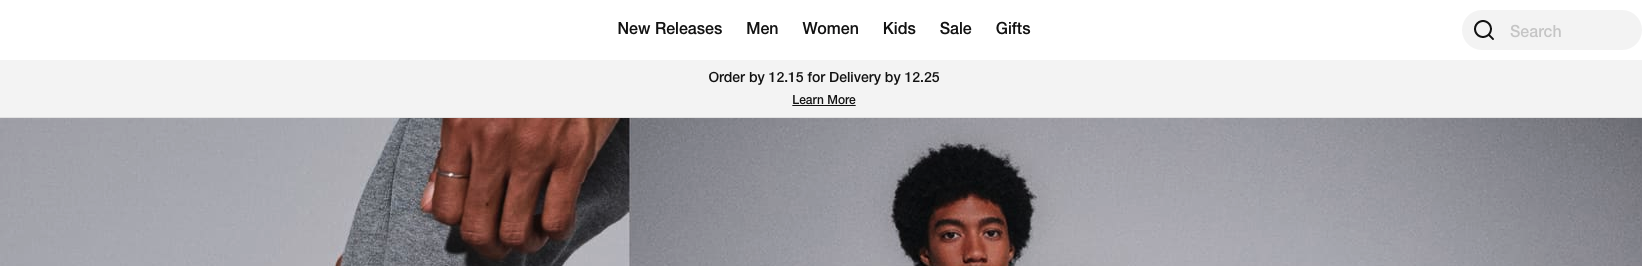 New Releases Men Women Kids Sale Gifts
Search
Order by 12.15 for Delivery by 12.25
Learn More